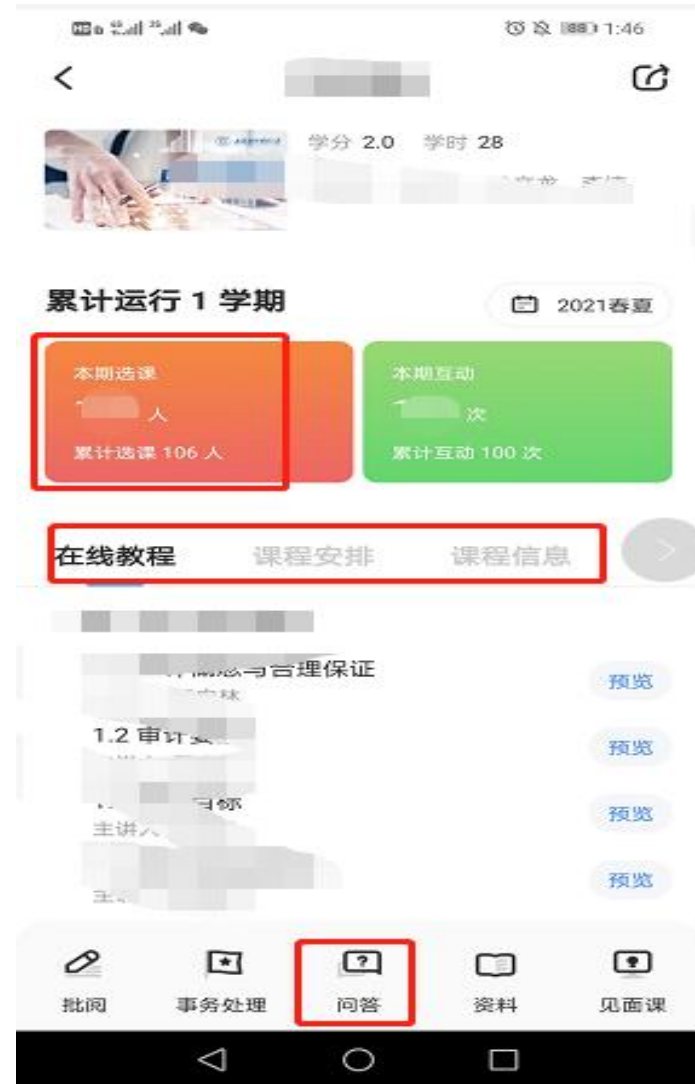 1:46
学分 2.0 学时 28
累计运行 1 学期
2021春夏
本期选课
人
累计选课 106 人
本期互动
次
累计互动 100 次
在线教程 课程安排 课程信息
与合理保证
预览
1.2 审计
预览
目标
主讲人
预览
预览
批阅 事务处理 问答 资料 见面课